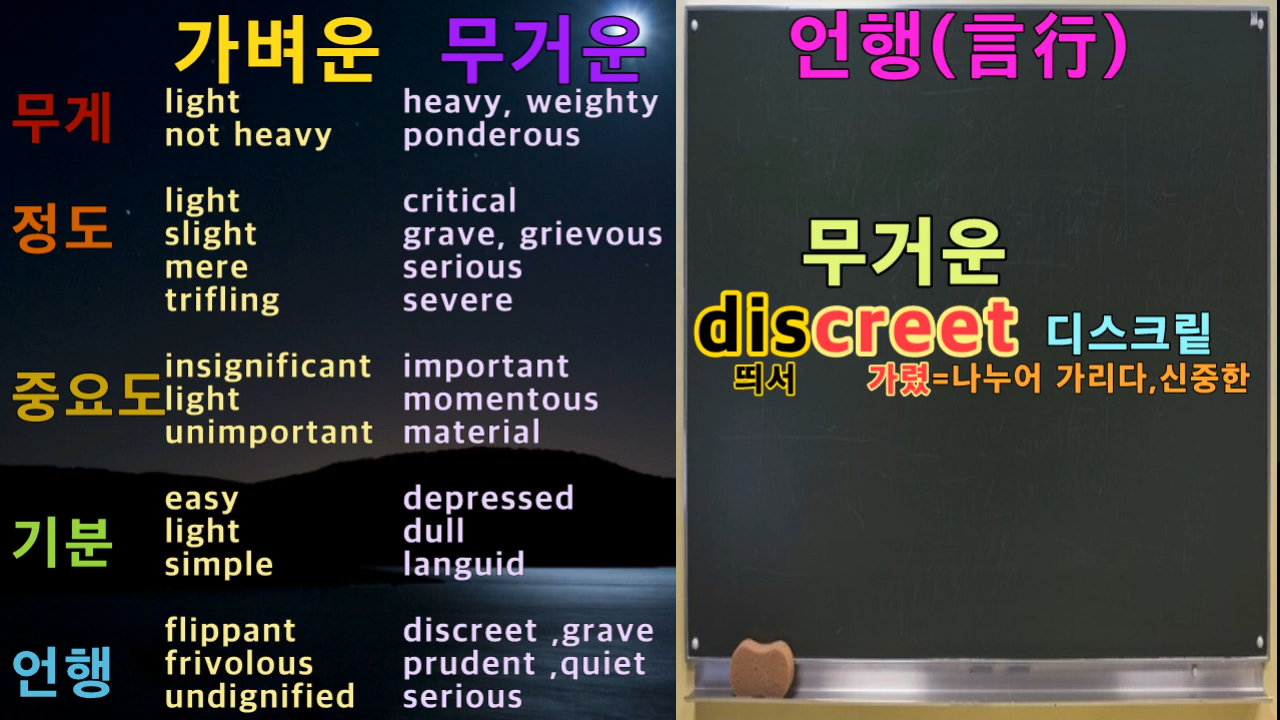 가벼운 무거운
무게
light
not heavy
heavy, weighty
ponderous
정도
light
slight
mere
trifling
critical
grave, grievous
serious
severe
중요도
insignificant
light
unimportant
important
momentous
material
기분
easy
light
simple
depressed
dull
languid
언행
flippant
frivolous
undignified
discreet ,grave
prudent ,quiet
serious
언행(言行)
무거운
discreet 디스크맅
띄서 가렸=나누어 가리다,신중한